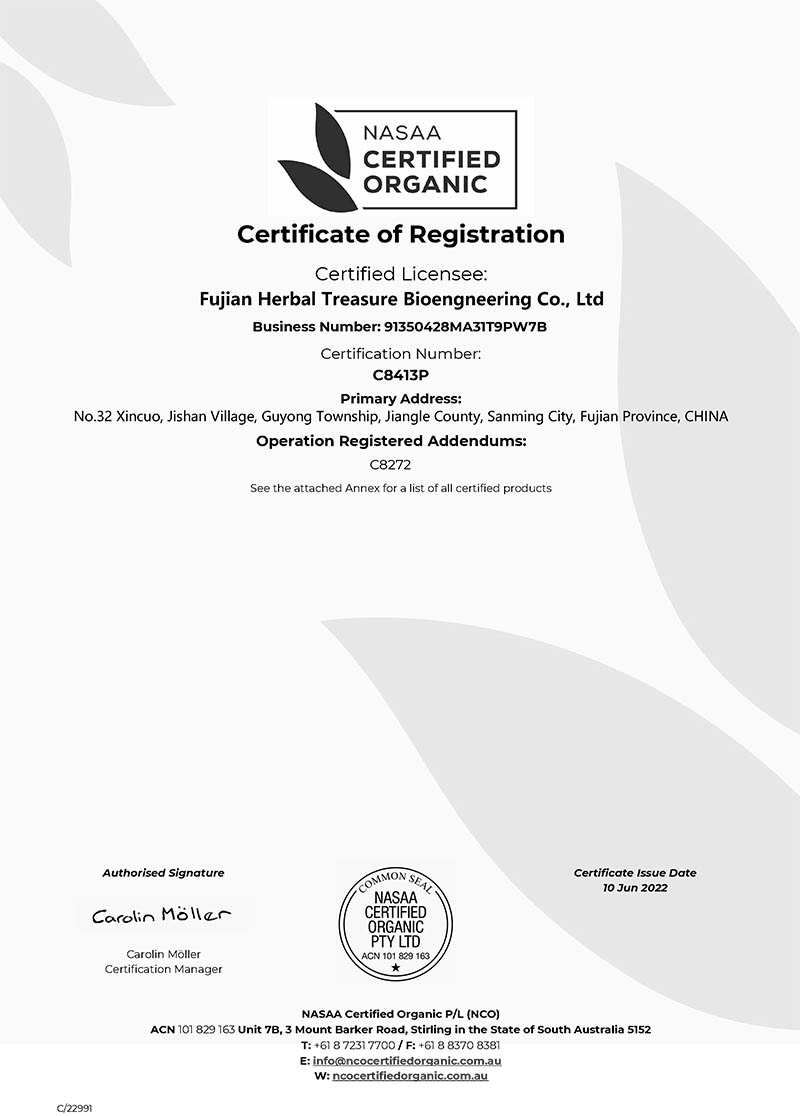 NASAA
CERTIFIED
ORGANIC
Certificate of Registration
Certified Licensee:
Fujian Herbal Treasure Bioengneering Co., Ltd
Business Number: 91350428MA31T9PW7B
Certification Number:
C8413P
Primary Address:
No.32 Xincuo, Jishan Village, Guyong Township, Jiangle County, Sanming City, Fujian Province, CHINA
Operation Registered Addendums:
C8272
See the attached Annex for a list of all certified products
Authorised Signature
Carolin Möller
Carolin Möller
Certification Manager
COMMON SEAL
NASAA
CERTIFIED
ORGANIC
PTY LTD
ACN 101 829 163
Certificate Issue Date
10 Jun 2022
NASAA Certified Organic P/L (NCO)
ACN 101 829 163 Unit 7B, 3 Mount Barker Road, Stirling in the State of South Australia 5152
T: +61 8 7231 7700 / F: +61 8 8370 8381
E: info@ncocertifiedorganic.com.au
W: ncocertifiedorganic.com.au
C/22991